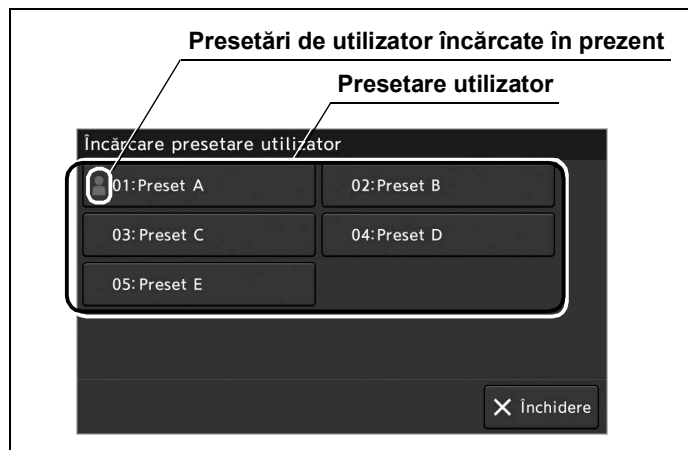 Presetări de utilizator încărcate în prezent
Presetare utilizator
Încărcare presetare utilizator
01:Preset A
02:Preset B
03:Preset C
04:Preset D
05:Preset E
Închidere